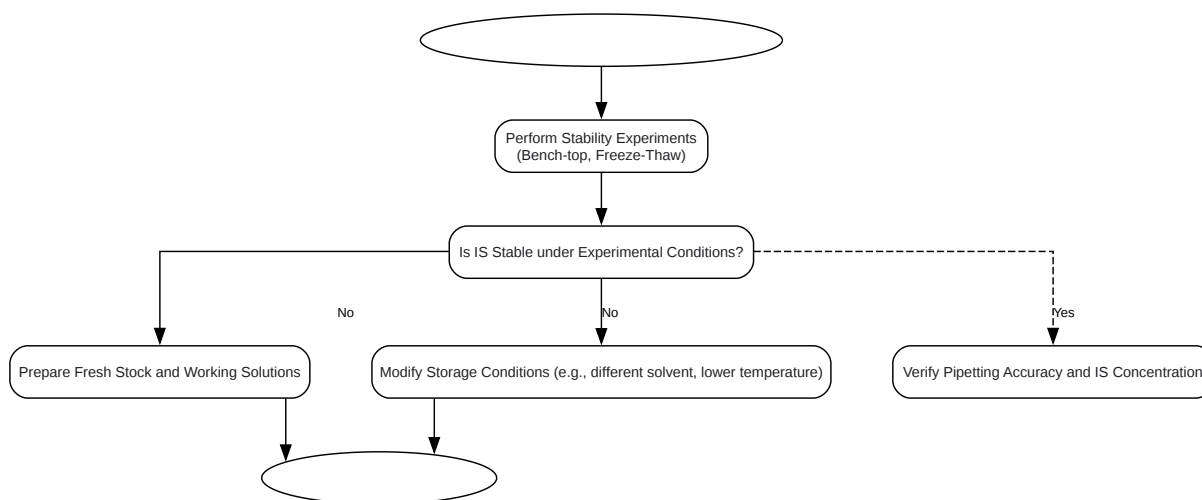 Perform Stability Experiments
(Bench-top, Freeze-Thaw)
Is IS Stable under Experimental Conditions?
No
No
Yes
Prepare Fresh Stock and Working Solutions
Modify Storage Conditions (e.g., different solvent, lower temperature)
Verify Pipetting Accuracy and IS Concentration